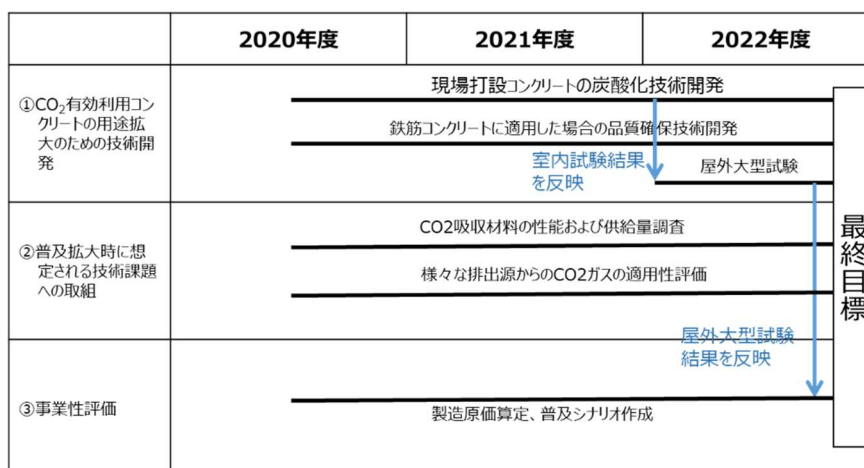 2020年度
2021年度
2022年度
①CO₂有効利用コン
クリートの用途拡
大のための技術開
発
現場打設コンクリートの炭酸化技術開発
鉄筋コンクリートに適用した場合の品質確保技術開発
室内試験結果
を反映
屋外大型試験
②普及拡大時に想
定される技術課題
への取組
CO2吸収材料の性能および供給量調査
様々な排出源からのCO2ガスの適用性評価
屋外大型試験
結果を反映
③事業性評価
製造原価算定、普及シナリオ作成
最終目標